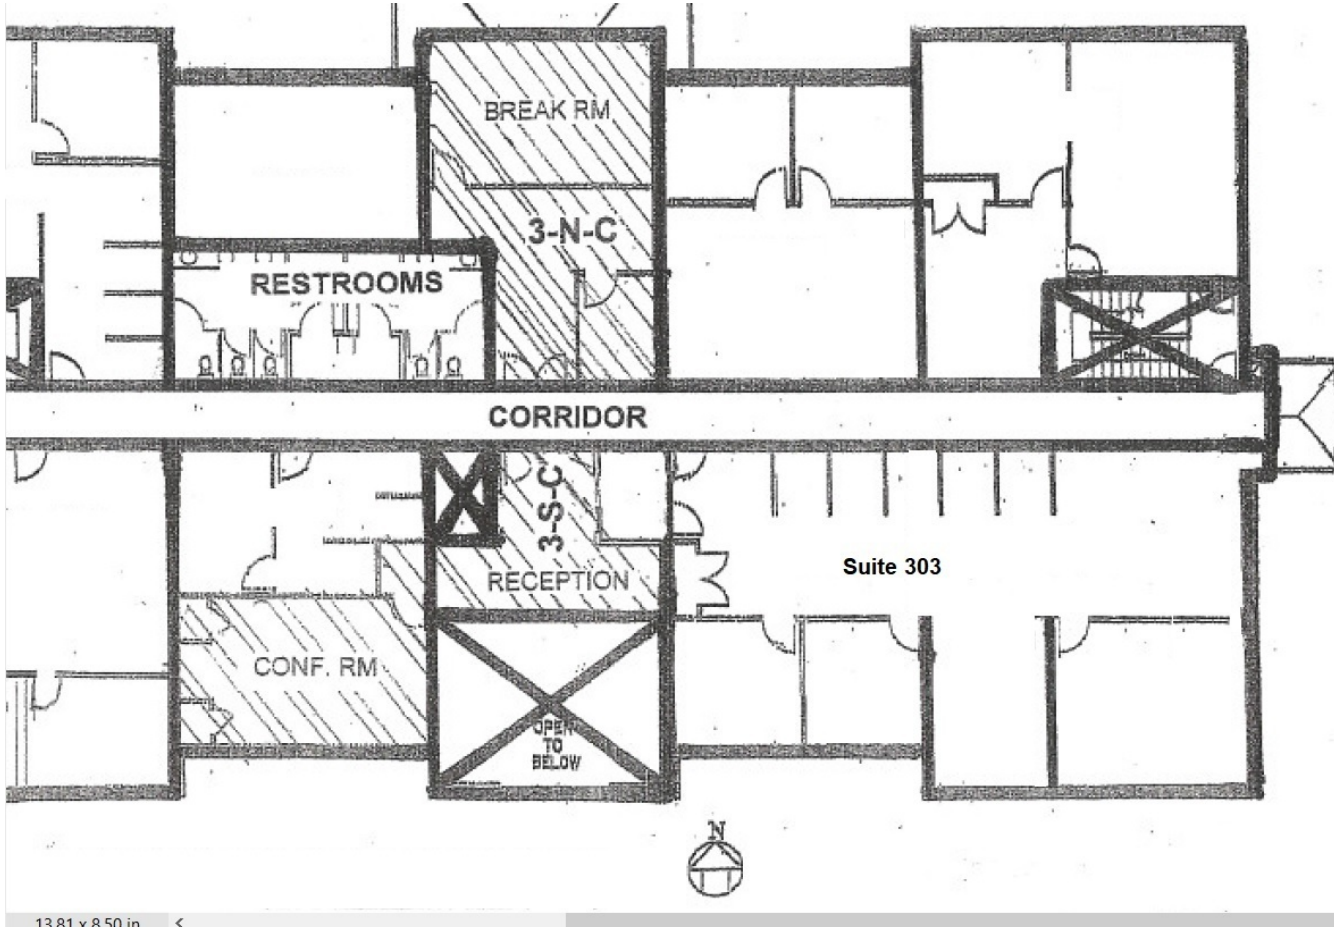 BREAK RM
3-N-C
RESTROOMS
CORRIDOR
3-S-C
RECEPTION
Suite 303
CONF. RM
OPEN
TO
BELOW
N
13.81 x 8.50 in